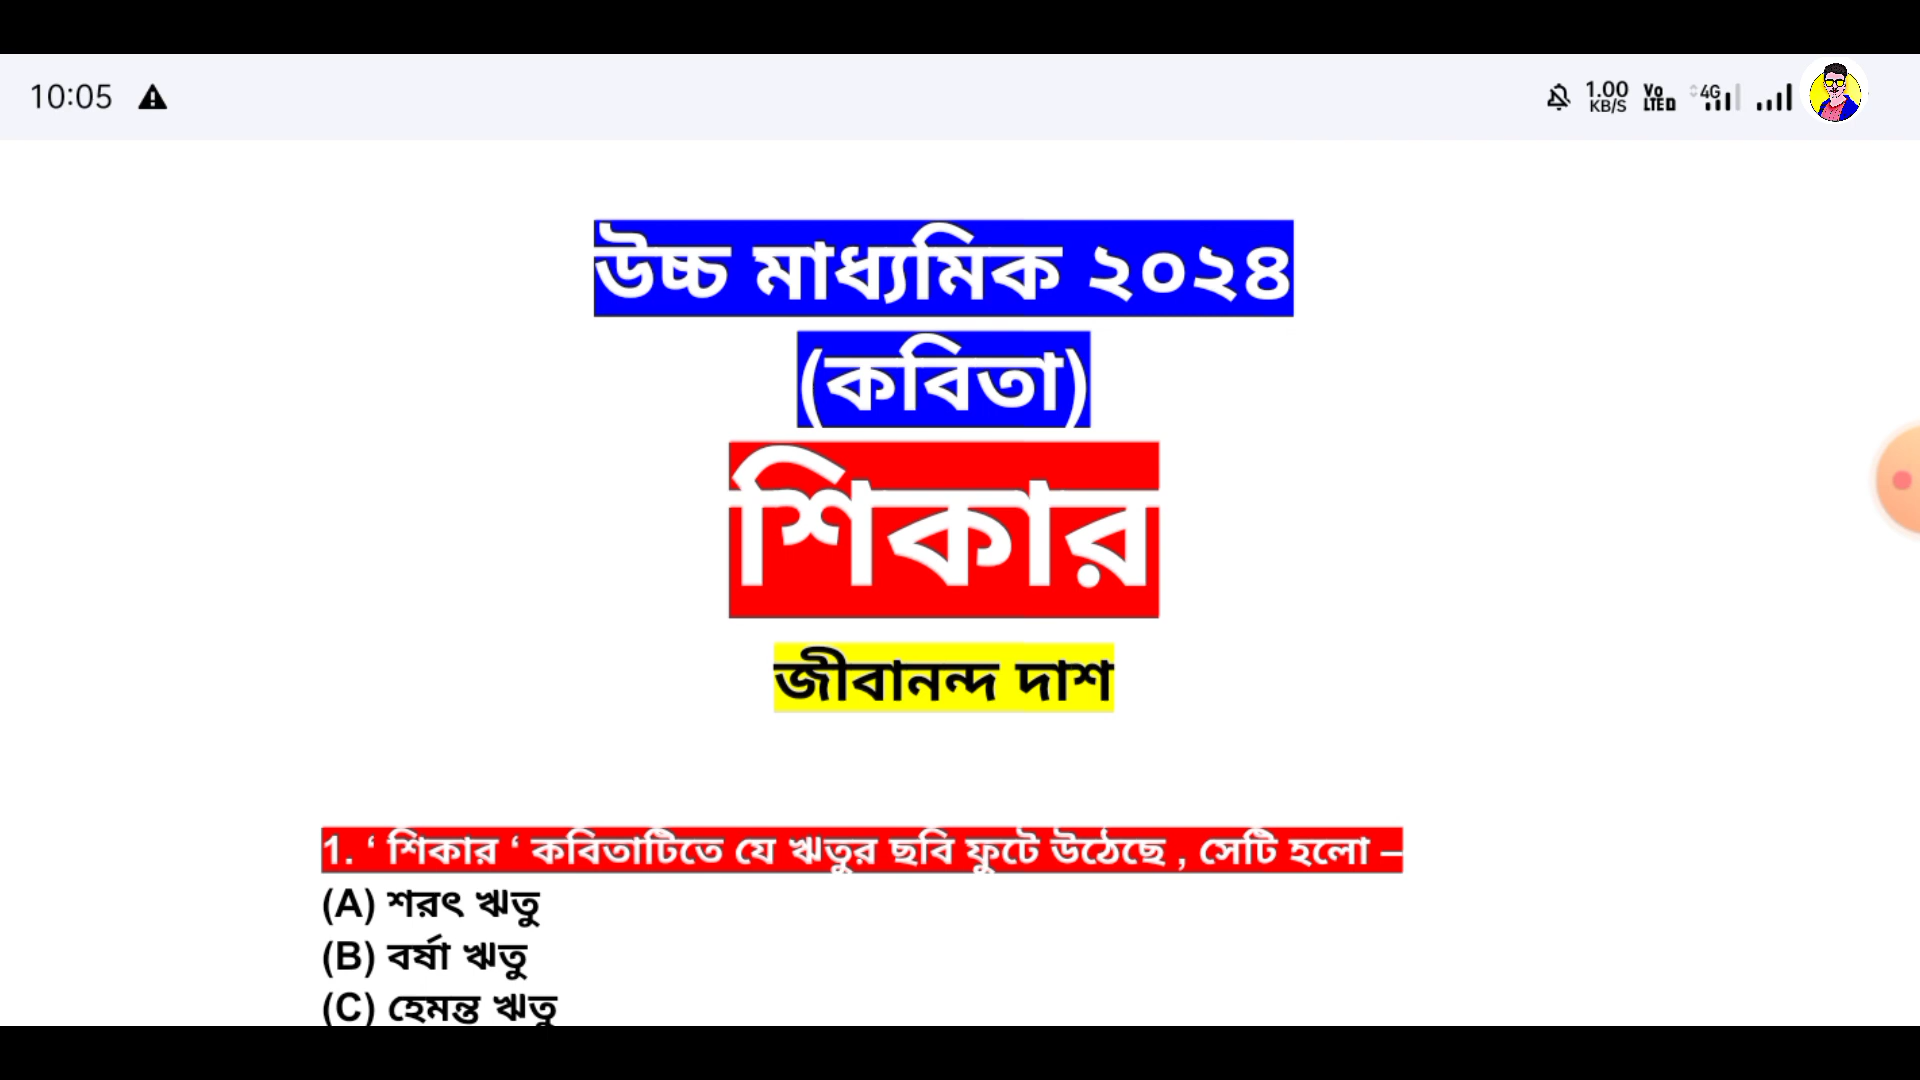 10:05
1.00 KB/S Vo LTE 4G
উচ্চ মাধ্যমিক ২০২৪
(কবিতা)
শিকার
জীবানন্দ দাশ
1. ‘ শিকার ‘ কবিতাটিতে যে ঋতুর ছবি ফুটে উঠেছে , সেটি হলো –
(A) শরৎ ঋতু
(B) বর্ষা ঋতু
(C) হেমন্ত ঋতু